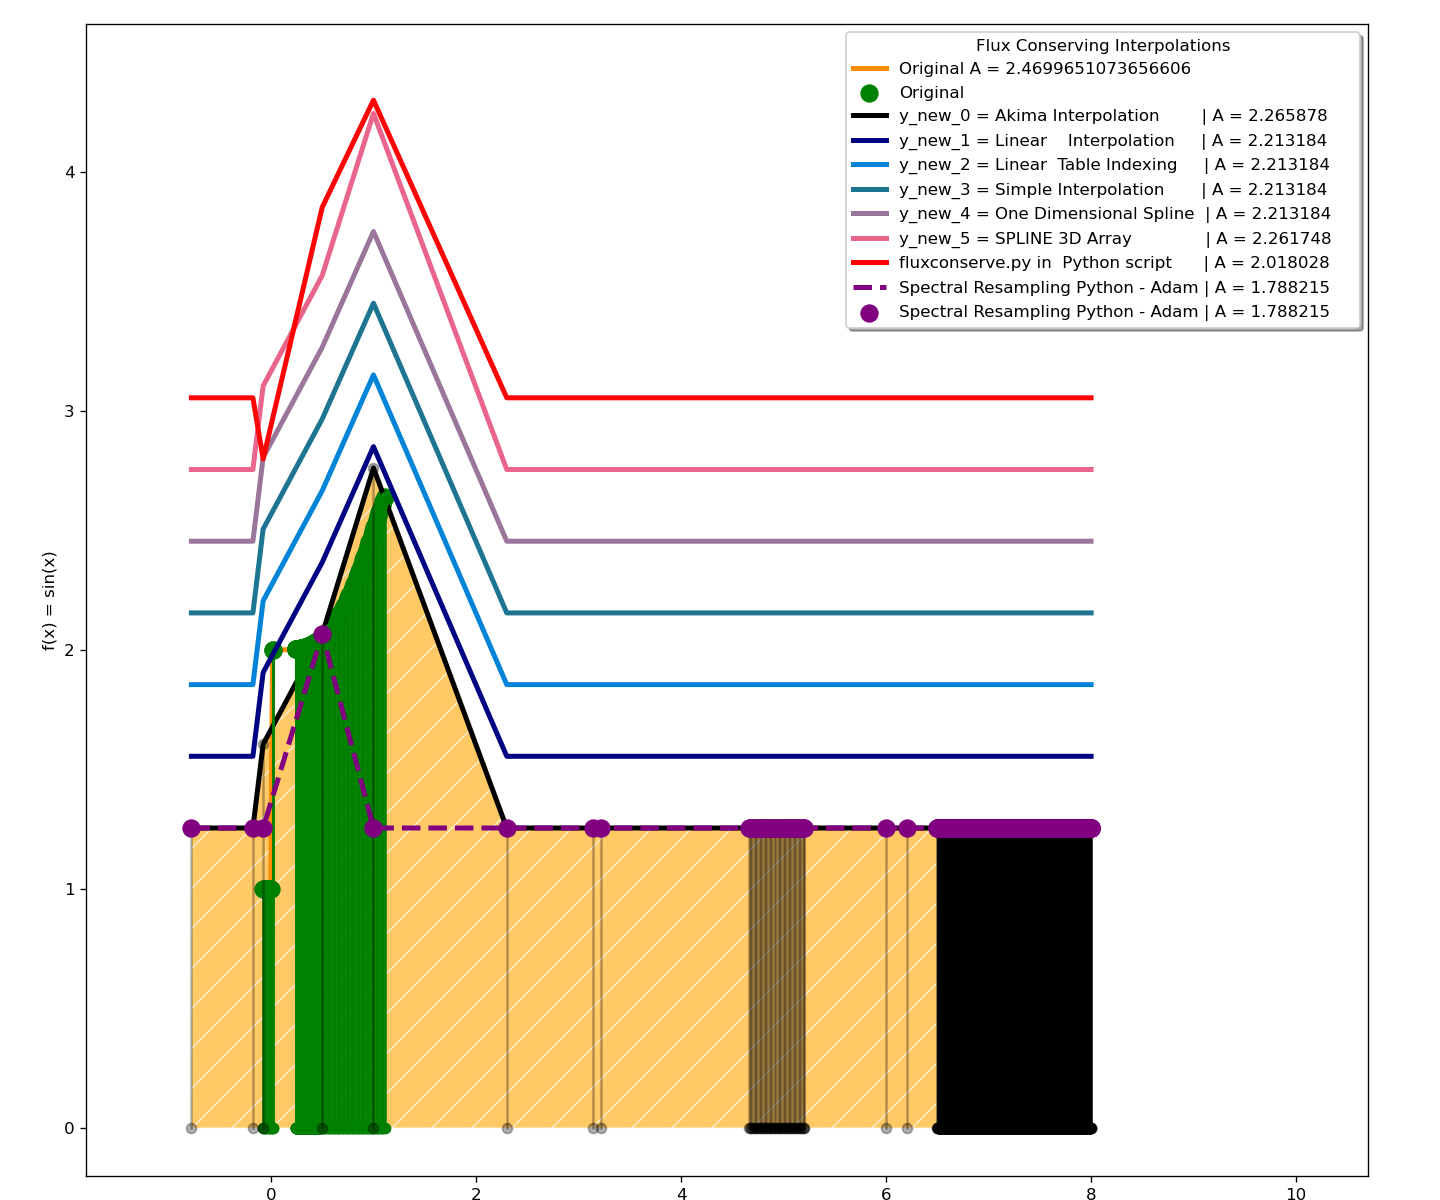 Flux Conserving Interpolations
Original A = 2.4699651073656606
Original
y_new_0 = Akima Interpolation | A = 2.265878
y_new_1 = Linear Interpolation | A = 2.213184
y_new_2 = Linear Table Indexing | A = 2.213184
y_new_3 = Simple Interpolation | A = 2.213184
y_new_4 = One Dimensional Spline | A = 2.213184
y_new_5 = SPLINE 3D Array | A = 2.261748
fluxconserve.py in Python script | A = 2.018028
Spectral Resampling Python - Adam | A = 1.788215
Spectral Resampling Python - Adam | A = 1.788215
4
3
2
1
0
f(x) = sin(x)
0 2 4 6 8 10